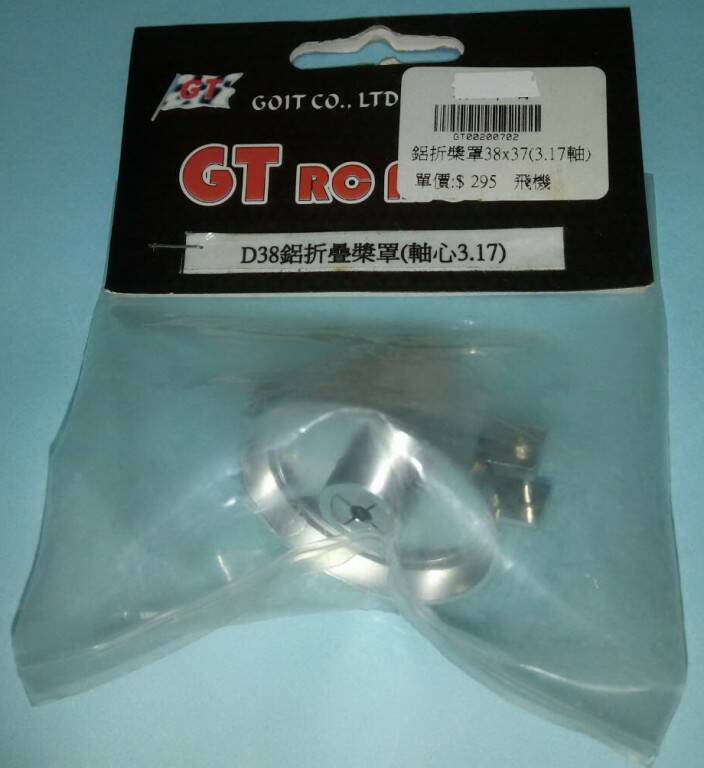 GT
GOIT CO., LTD
GT RC
GT00200702
鋁折槳罩38x37(3.17軸)
單價:$ 295 飛機
D38鋁折疊槳罩(軸心3.17)